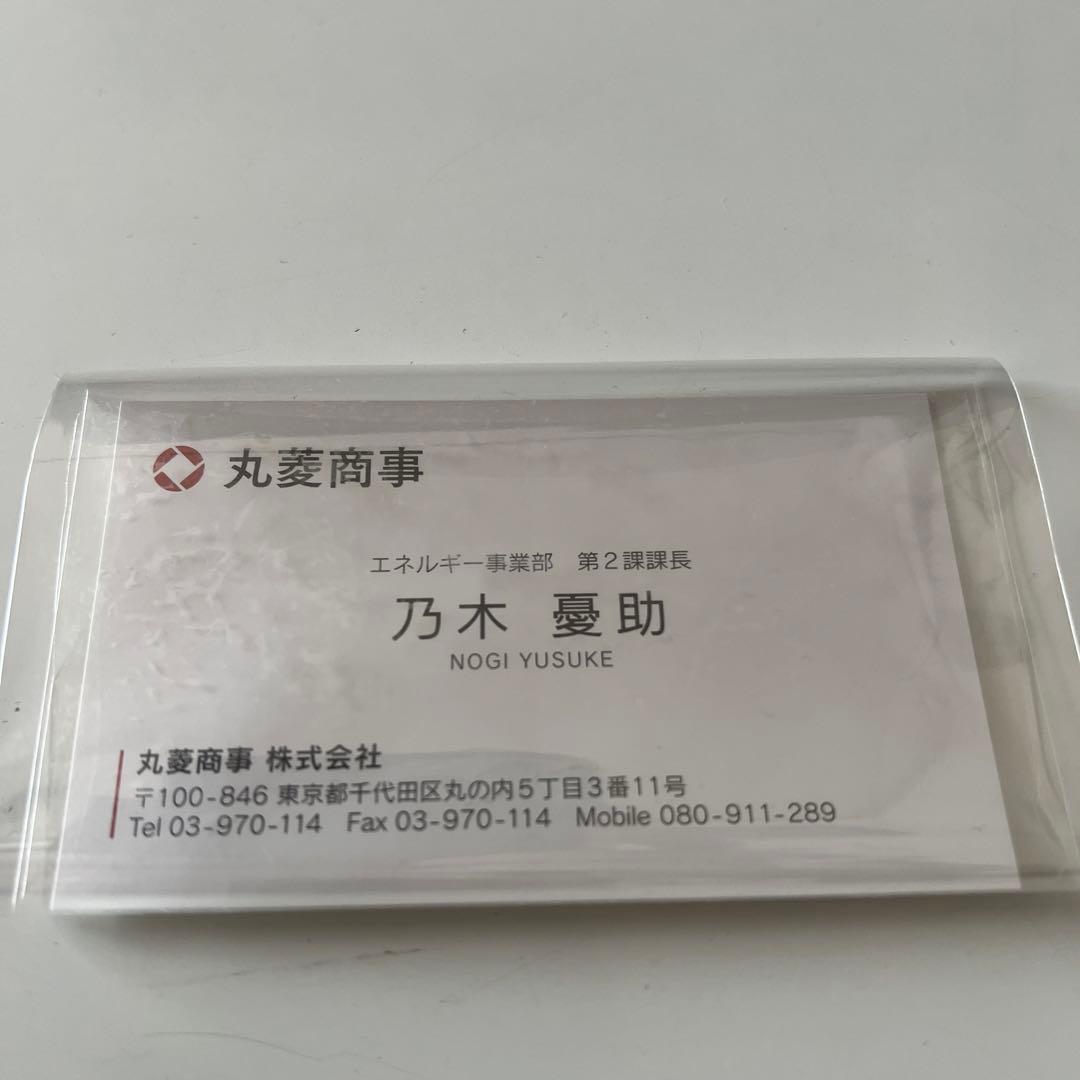 丸菱商事
エネルギー事業部 第2課課長
乃木 憂助
NOGI YUSUKE
丸菱商事 株式会社
〒100-846 東京都千代田区丸の内5丁目3番11号
Tel 03-970-114 Fax 03-970-114 Mobile 080-911-289